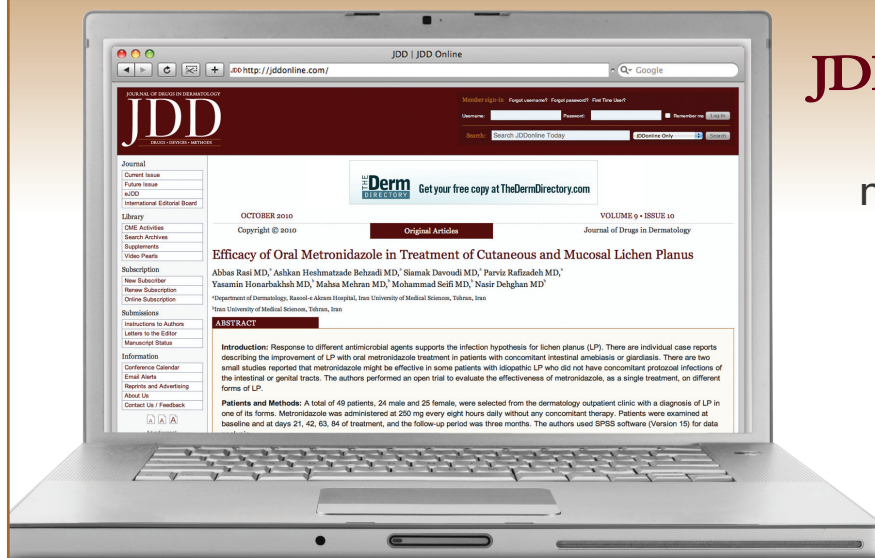 JDD | JDD Online
JDD http://jddonline.com/
Google
JOURNAL OF DRUGS IN DERMATOLOGY
JDD
DRUGS • DEVICES • METHODS
Member sign-in Forgot username? Forgot password? First Time User?
Username: Password: Remember me Log in
Search: Search JDDonline Today JDDonline Only Search
Journal
Current Issue
Future Issue
eJDD
International Editorial Board
Library
CME Activities
Search Archives
Supplements
Video Pearls
Subscription
New Subscriber
Renew Subscription
Online Subscription
Submissions
Instructions to Authors
Letters to the Editor
Manuscript Status
Information
Conference Calendar
Email Alerts
Reprints and Advertising
About Us
Contact Us / Feedback
A A A
THE Derm DIRECTORY Get your free copy at TheDermDirectory.com
OCTOBER 2010 VOLUME 9 • ISSUE 10
Copyright © 2010 Original Articles Journal of Drugs in Dermatology
Efficacy of Oral Metronidazole in Treatment of Cutaneous and Mucosal Lichen Planus
Abbas Rasi MD,ª Ashkan Heshmatzade Behzadi MD,ᵇ Siamak Davoudi MD,ª Parviz Rafizadeh MD,ª
Yasamin Honarbakhsh MD,ᵇ Mahsa Mehran MD,ᵇ Mohammad Seifi MD,ᵇ Nasir Dehghan MDᵇ
ªDepartment of Dermatology, Rasool-e Akram Hospital, Iran University of Medical Sciences, Tehran, Iran
ᵇIran University of Medical Sciences, Tehran, Iran
ABSTRACT
Introduction: Response to different antimicrobial agents supports the infection hypothesis for lichen planus (LP). There are individual case reports
describing the improvement of LP with oral metronidazole treatment in patients with concomitant intestinal amebiasis or giardiasis. There are two
small studies reported that metronidazole might be effective in some patients with idiopathic LP who did not have concomitant protozoal infections of
the intestinal or genital tracts. The authors performed an open trial to evaluate the effectiveness of metronidazole, as a single treatment, on different
forms of LP.
Patients and Methods: A total of 49 patients, 24 male and 25 female, were selected from the dermatology outpatient clinic with a diagnosis of LP in
one of its forms. Metronidazole was administered at 250 mg every eight hours daily without any concomitant therapy. Patients were examined at
baseline and at days 21, 42, 63, 84 of treatment, and the follow-up period was three months. The authors used SPSS software (Version 15) for data